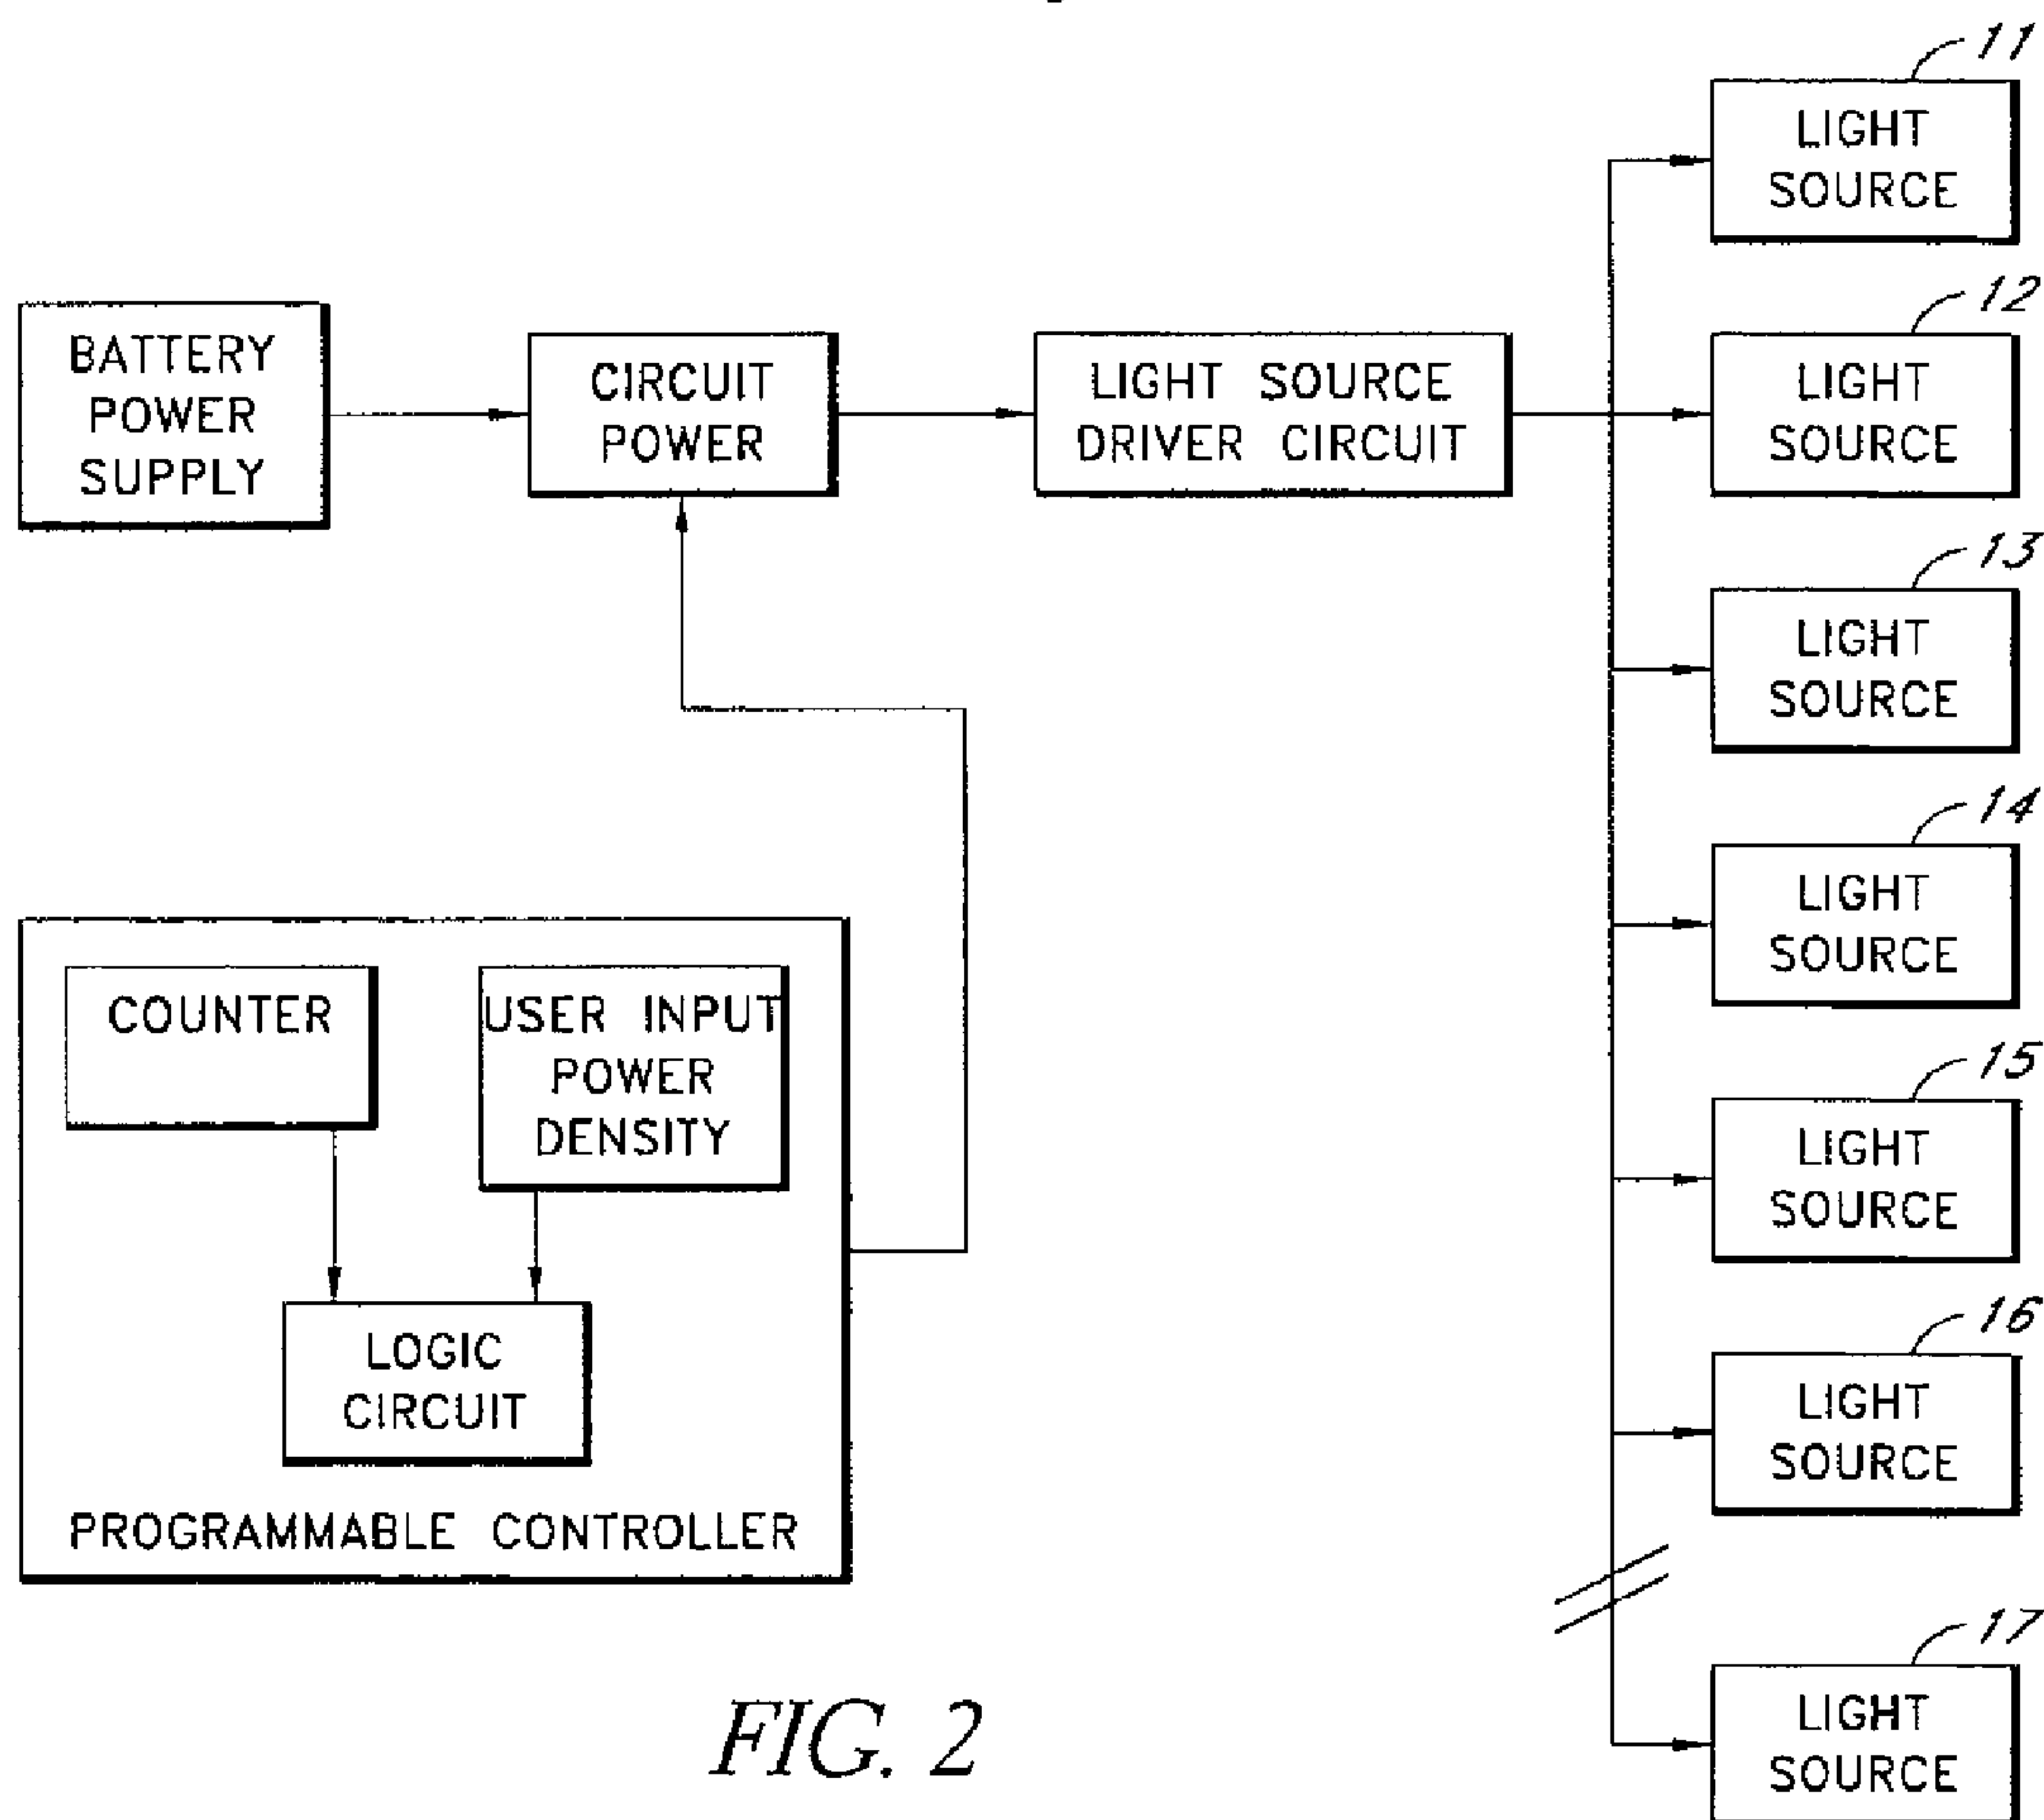 11
LIGHT
SOURCE
12
BATTERY
POWER
SUPPLY
CIRCUIT
POWER
LIGHT SOURCE
DRIVER CIRCUIT
LIGHT
SOURCE
13
LIGHT
SOURCE
14
LIGHT
SOURCE
COUNTER
USER INPUT
POWER
DENSITY
15
LIGHT
SOURCE
LOGIC
CIRCUIT
16
LIGHT
SOURCE
PROGRAMMABLE CONTROLLER
17
LIGHT
SOURCE
FIG. 2